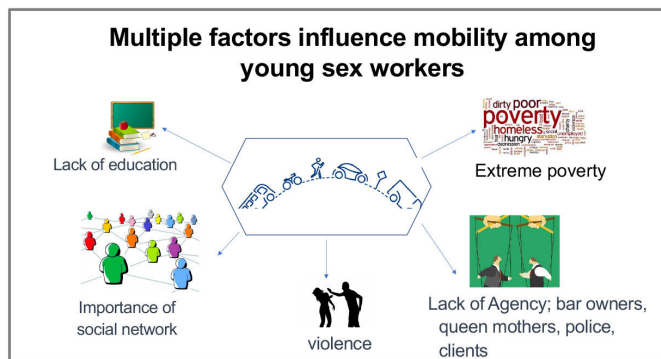 Multiple factors influence mobility among
young sex workers
Lack of education
dirty poor
poverty
homeless
hungry
depression
Extreme poverty
Importance of
social network
violence
Lack of Agency; bar owners,
queen mothers, police,
clients